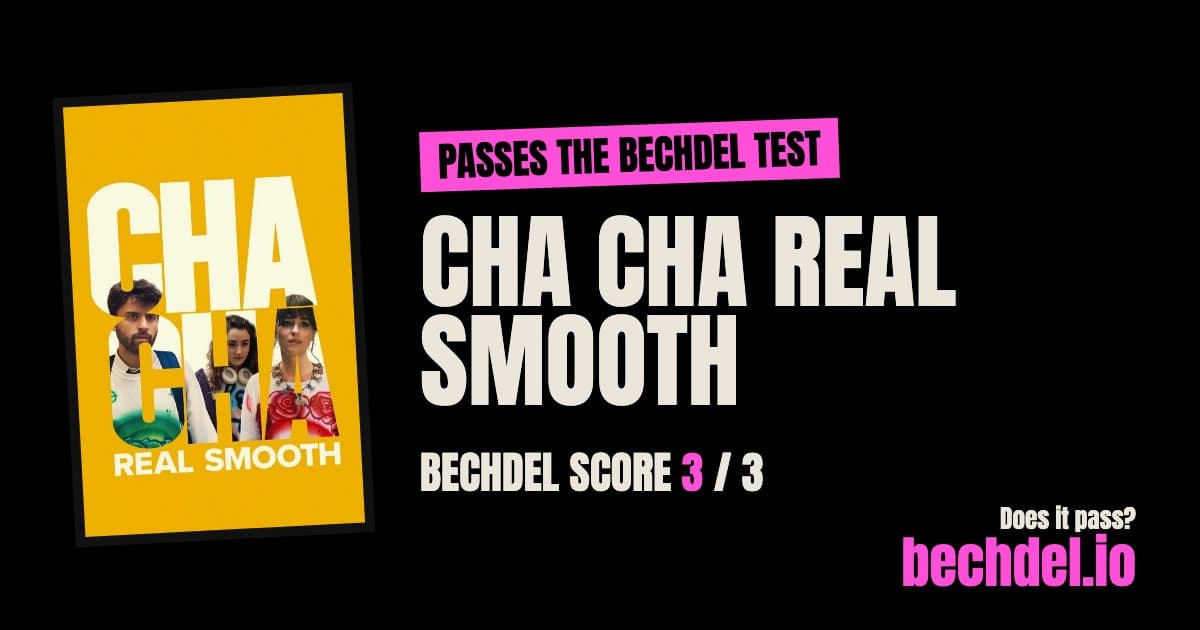 CHA
CHA
REAL SMOOTH
PASSES THE BECHDEL TEST
CHA CHA REAL
SMOOTH
BECHDEL SCORE 3 / 3
Does it pass?
bechdel.io